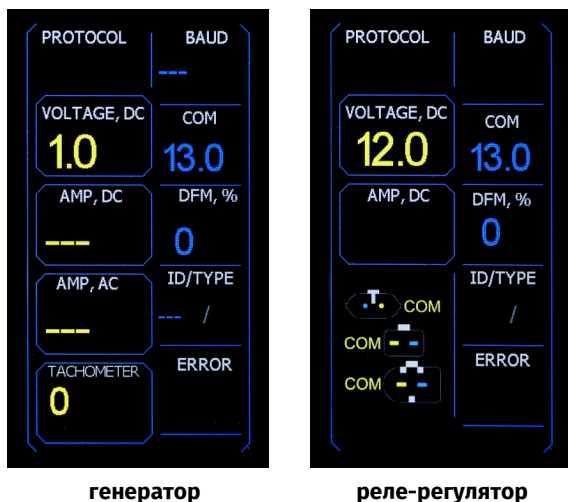 PROTOCOL BAUD
---
VOLTAGE, DC COM
1.0 13.0
AMP, DC DFM, %
--- 0
AMP, AC ID/TYPE
--- --- /
TACHOMETER ERROR
0
генератор
PROTOCOL BAUD
VOLTAGE, DC COM
12.0 13.0
AMP, DC DFM, %
0
ID/TYPE
COM /
COM
ERROR
COM
реле-регулятор